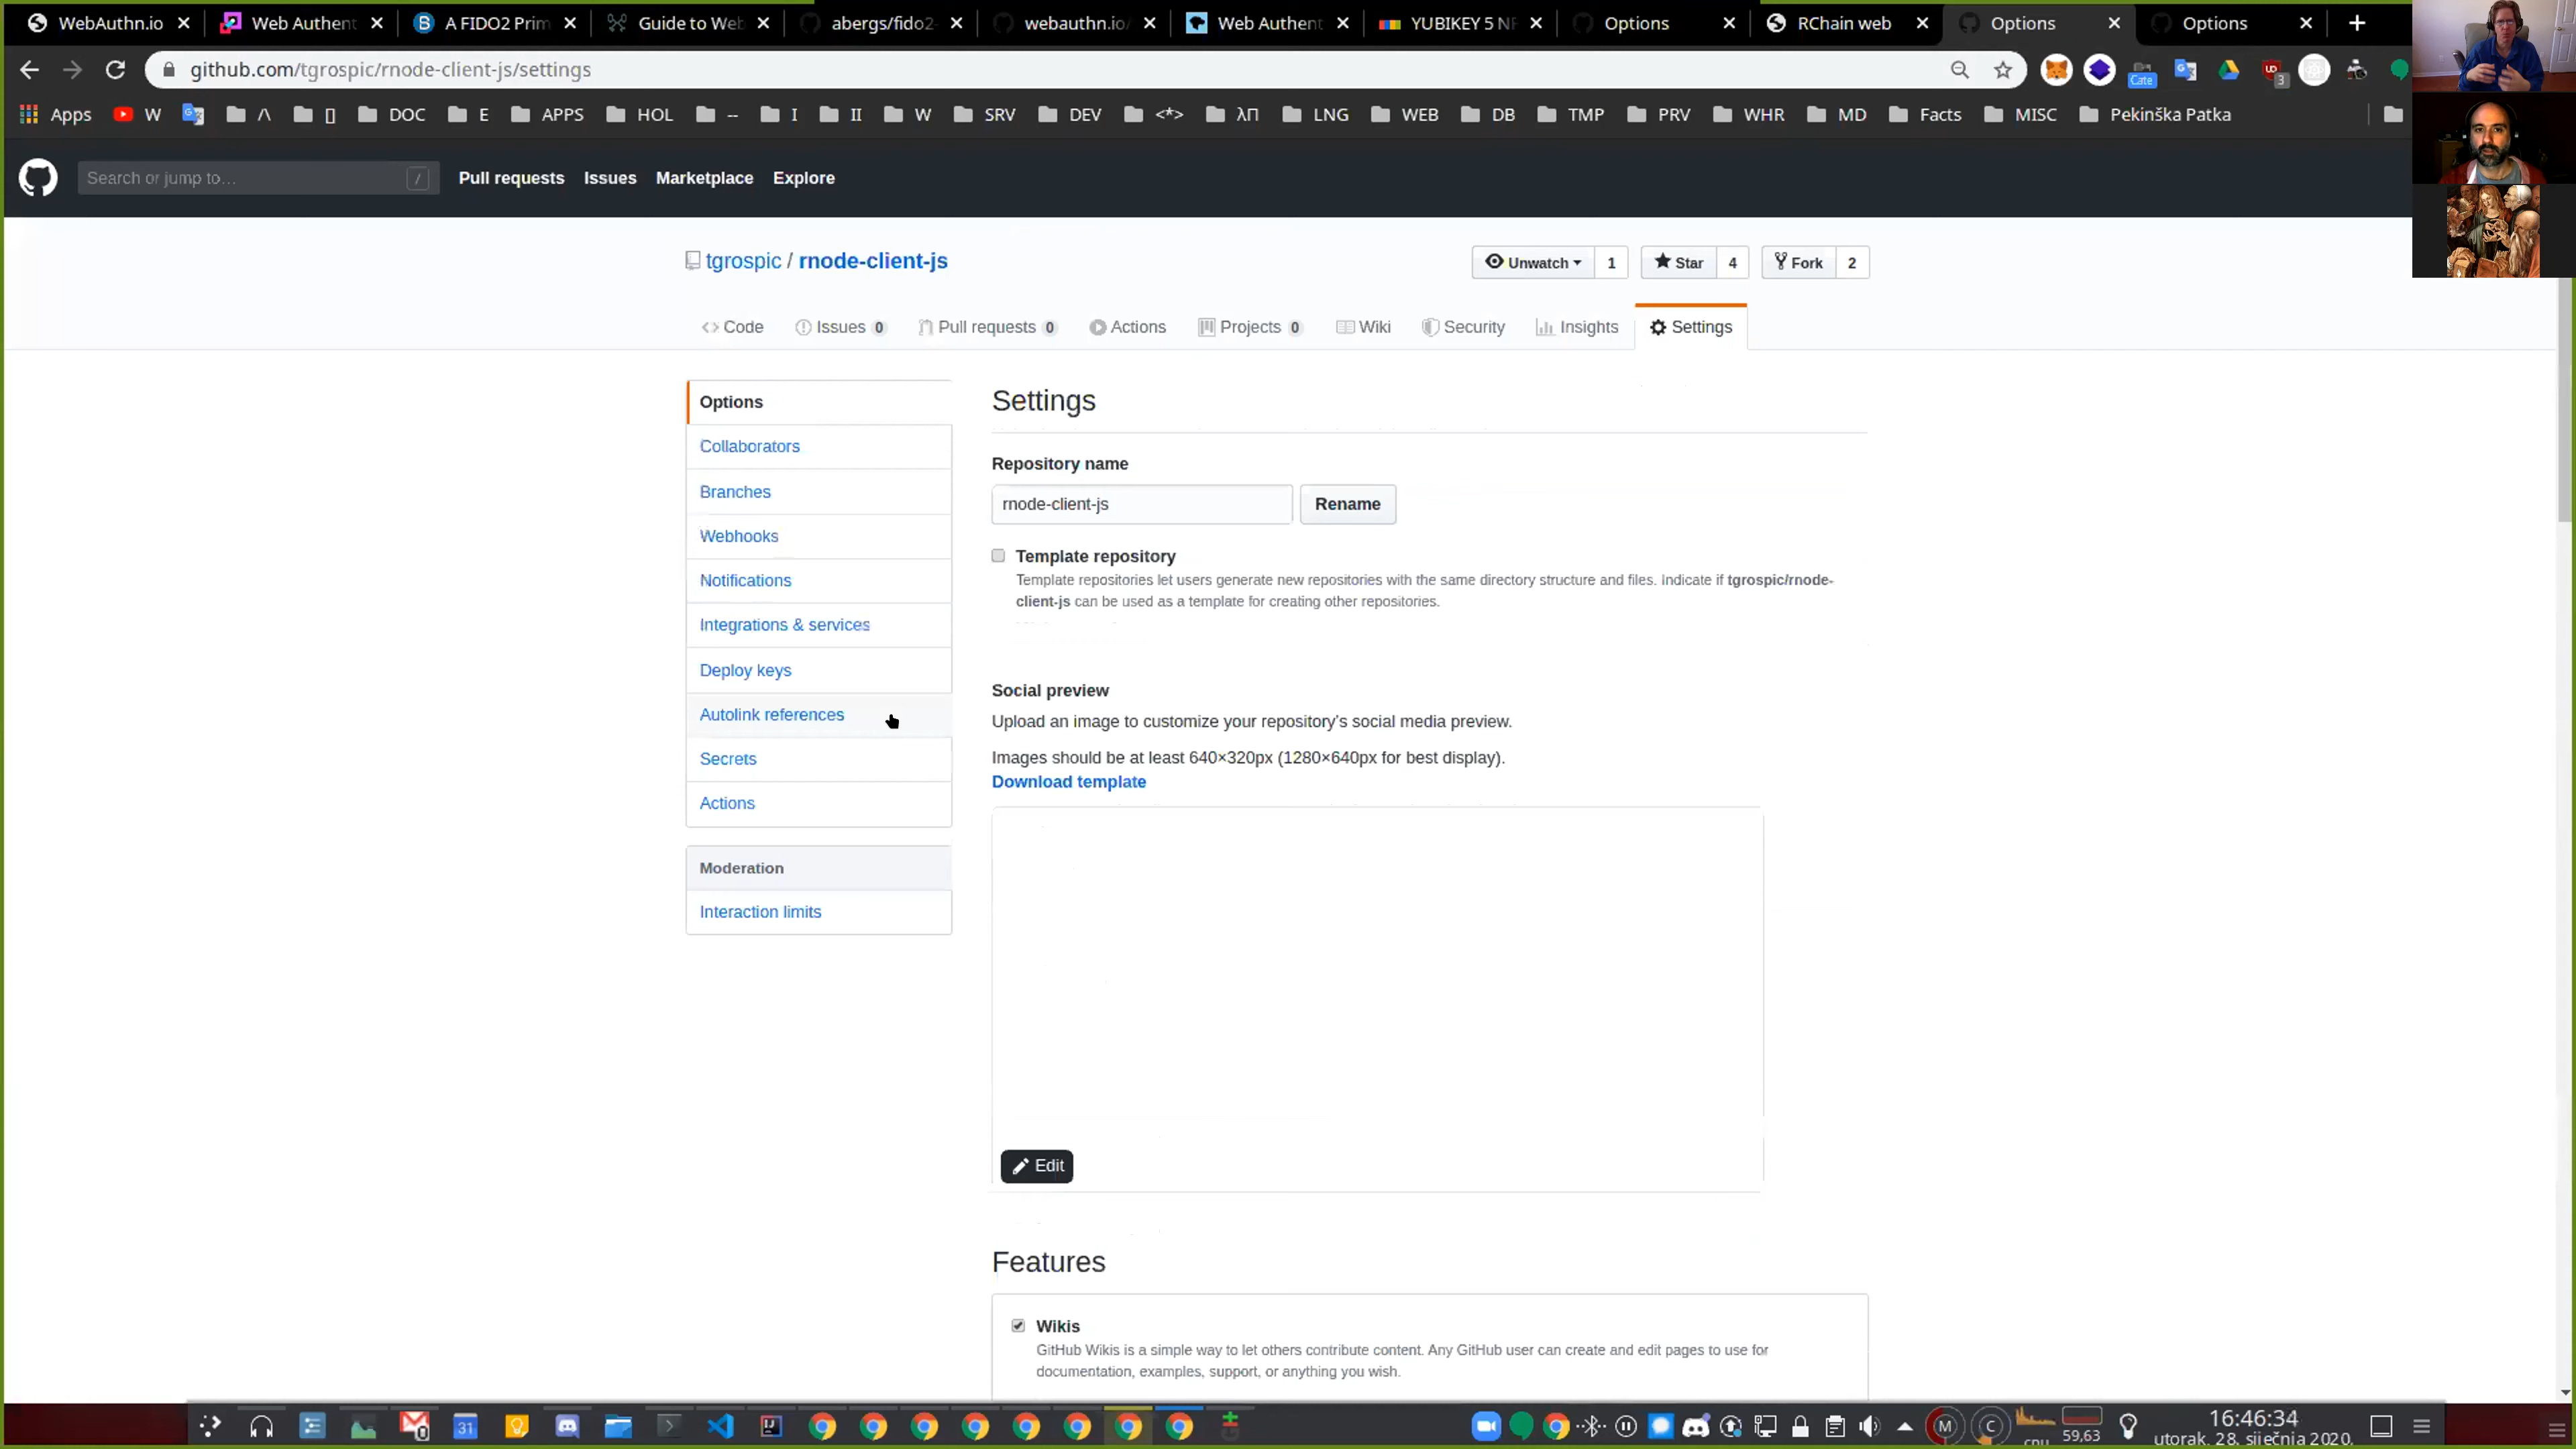 WebAuthn.io
Web Authent
A FIDO2 Prim
Guide to Web
abergs/fido2-
webauthn.io/
Web Authent
YUBIKEY 5 NF
Options
RChain web
Options
Options
github.com/tgrospic/rnode-client-js/settings
Cate
3
Apps
W
/\
[]
DOC
E
APPS
HOL
--
I
II
W
SRV
DEV
<*>
λΠ
LNG
WEB
DB
TMP
PRV
WHR
MD
Facts
MISC
Pekinška Patka
Search or jump to…
/
Pull requests
Issues
Marketplace
Explore
tgrospic / rnode-client-js
Unwatch 1
Star 4
Fork 2
Code
Issues 0
Pull requests 0
Actions
Projects 0
Wiki
Security
Insights
Settings
Options
Collaborators
Branches
Webhooks
Notifications
Integrations & services
Deploy keys
Autolink references
Secrets
Actions
Moderation
Interaction limits
Settings
Repository name
rnode-client-js
Rename
Template repository
Template repositories let users generate new repositories with the same directory structure and files. Indicate if tgrospic/rnode-
client-js can be used as a template for creating other repositories.
Social preview
Upload an image to customize your repository's social media preview.
Images should be at least 640×320px (1280×640px for best display).
Download template
Edit
Features
Wikis
GitHub Wikis is a simple way to let others contribute content. Any GitHub user can create and edit pages to use for
documentation, examples, support, or anything you wish.
31
M
C
CPU
59,63
16:46:34
utorak, 28. siječnja 2020.